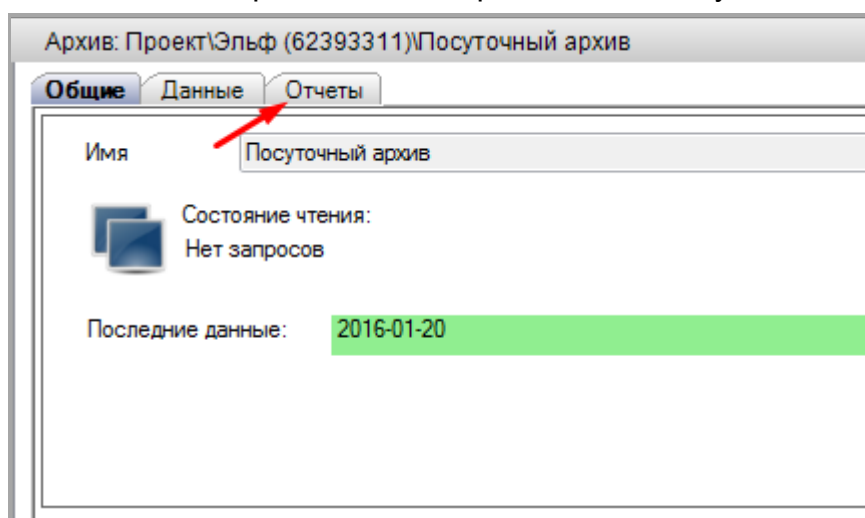 Архив: Проект\Эльф (62393311)\Посуточный архив
Общие Данные Отчеты
Имя Посуточный архив
Состояние чтения:
Нет запросов
Последние данные: 2016-01-20